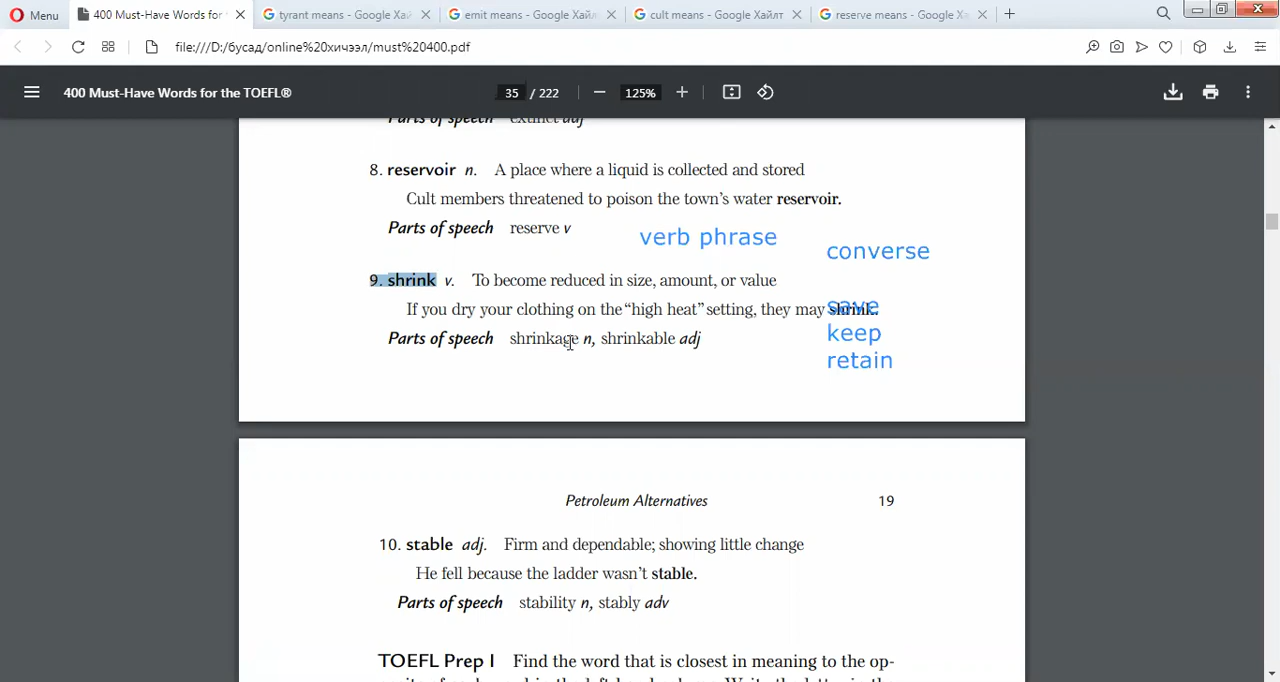 Menu
400 Must-Have Words for
tyrant means - Google Хай
emit means - Google Хайл
cult means - Google Хайлт
reserve means - Google Ха
file:///D:/бусад/online%20хичээл/must%20400.pdf
400 Must-Have Words for the TOEFL®
35 / 222
125%
Parts of speech extinct adj
8. reservoir n. A place where a liquid is collected and stored
Cult members threatened to poison the town's water reservoir.
Parts of speech reserve v
verb phrase
converse
9. shrink v. To become reduced in size, amount, or value
If you dry your clothing on the "high heat" setting, they may shrink.
save
Parts of speech shrinkage n, shrinkable adj
keep
retain
Petroleum Alternatives 19
10. stable adj. Firm and dependable; showing little change
He fell because the ladder wasn't stable.
Parts of speech stability n, stably adv
TOEFL Prep I Find the word that is closest in meaning to the op-